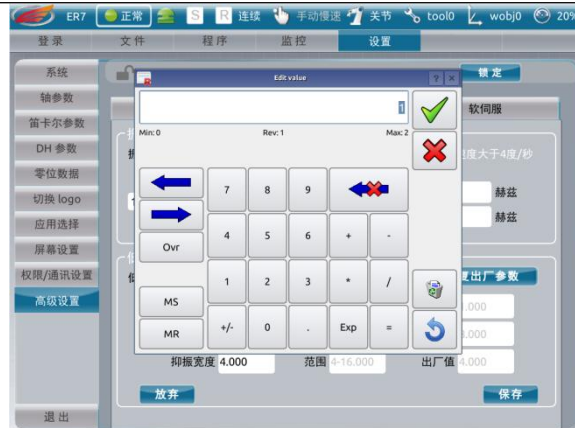 ER7 正常 S R 连续 手动慢速 关节 tool0 wobj0 20%
登录 文件 程序 监控 设置
系统
轴参数
笛卡尔参数
DH 参数
零位数据
切换 logo
应用选择
屏幕设置
权限/通讯设置
高级设置
退出
锁定
软伺服
Edit value
? ×
1
Min: 0 Rev: 1 Max: 2
7 8 9
Ovr 4 5 6 + -
1 2 3 * /
MS
MR +/- 0 . Exp =
度大于4度/秒
赫兹
赫兹
复出厂参数
.000
.000
抑振宽度 4.000 范围 4-16.000 出厂值 4.000
放弃 保存